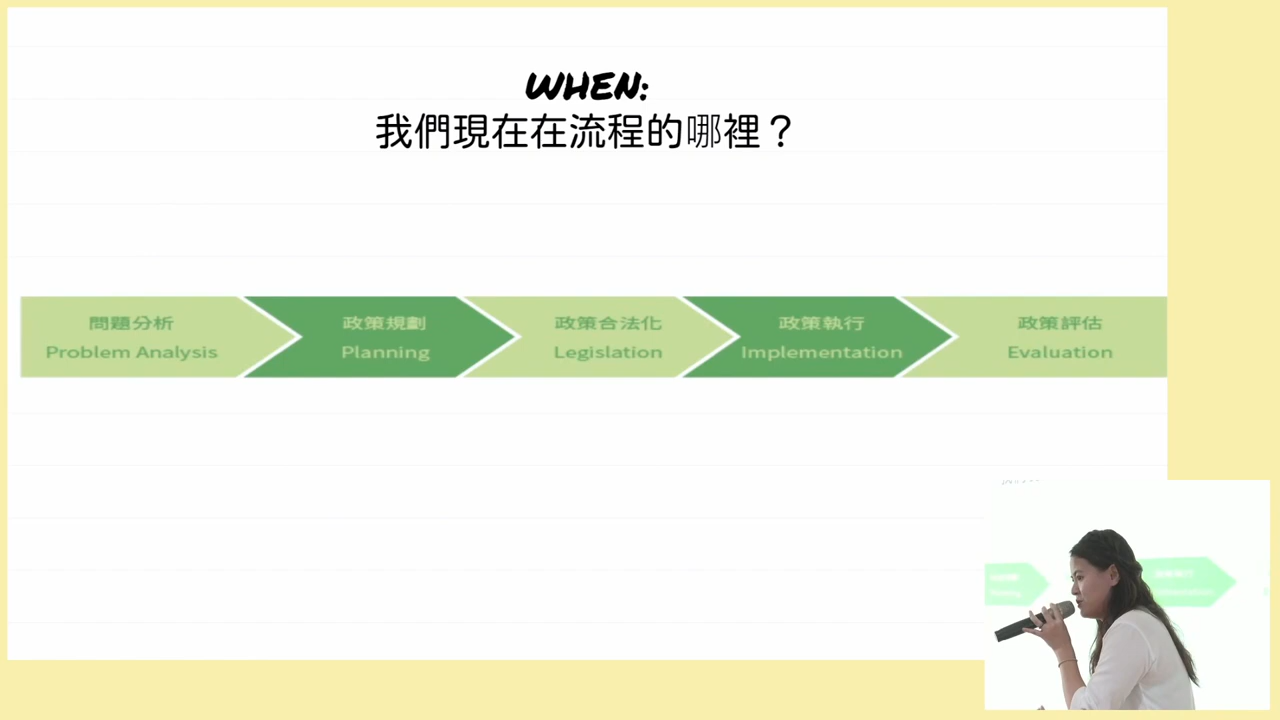 WHEN:
我們現在在流程的哪裡？
問題分析
Problem Analysis
政策規劃
Planning
政策合法化
Legislation
政策執行
Implementation
政策評估
Evaluation